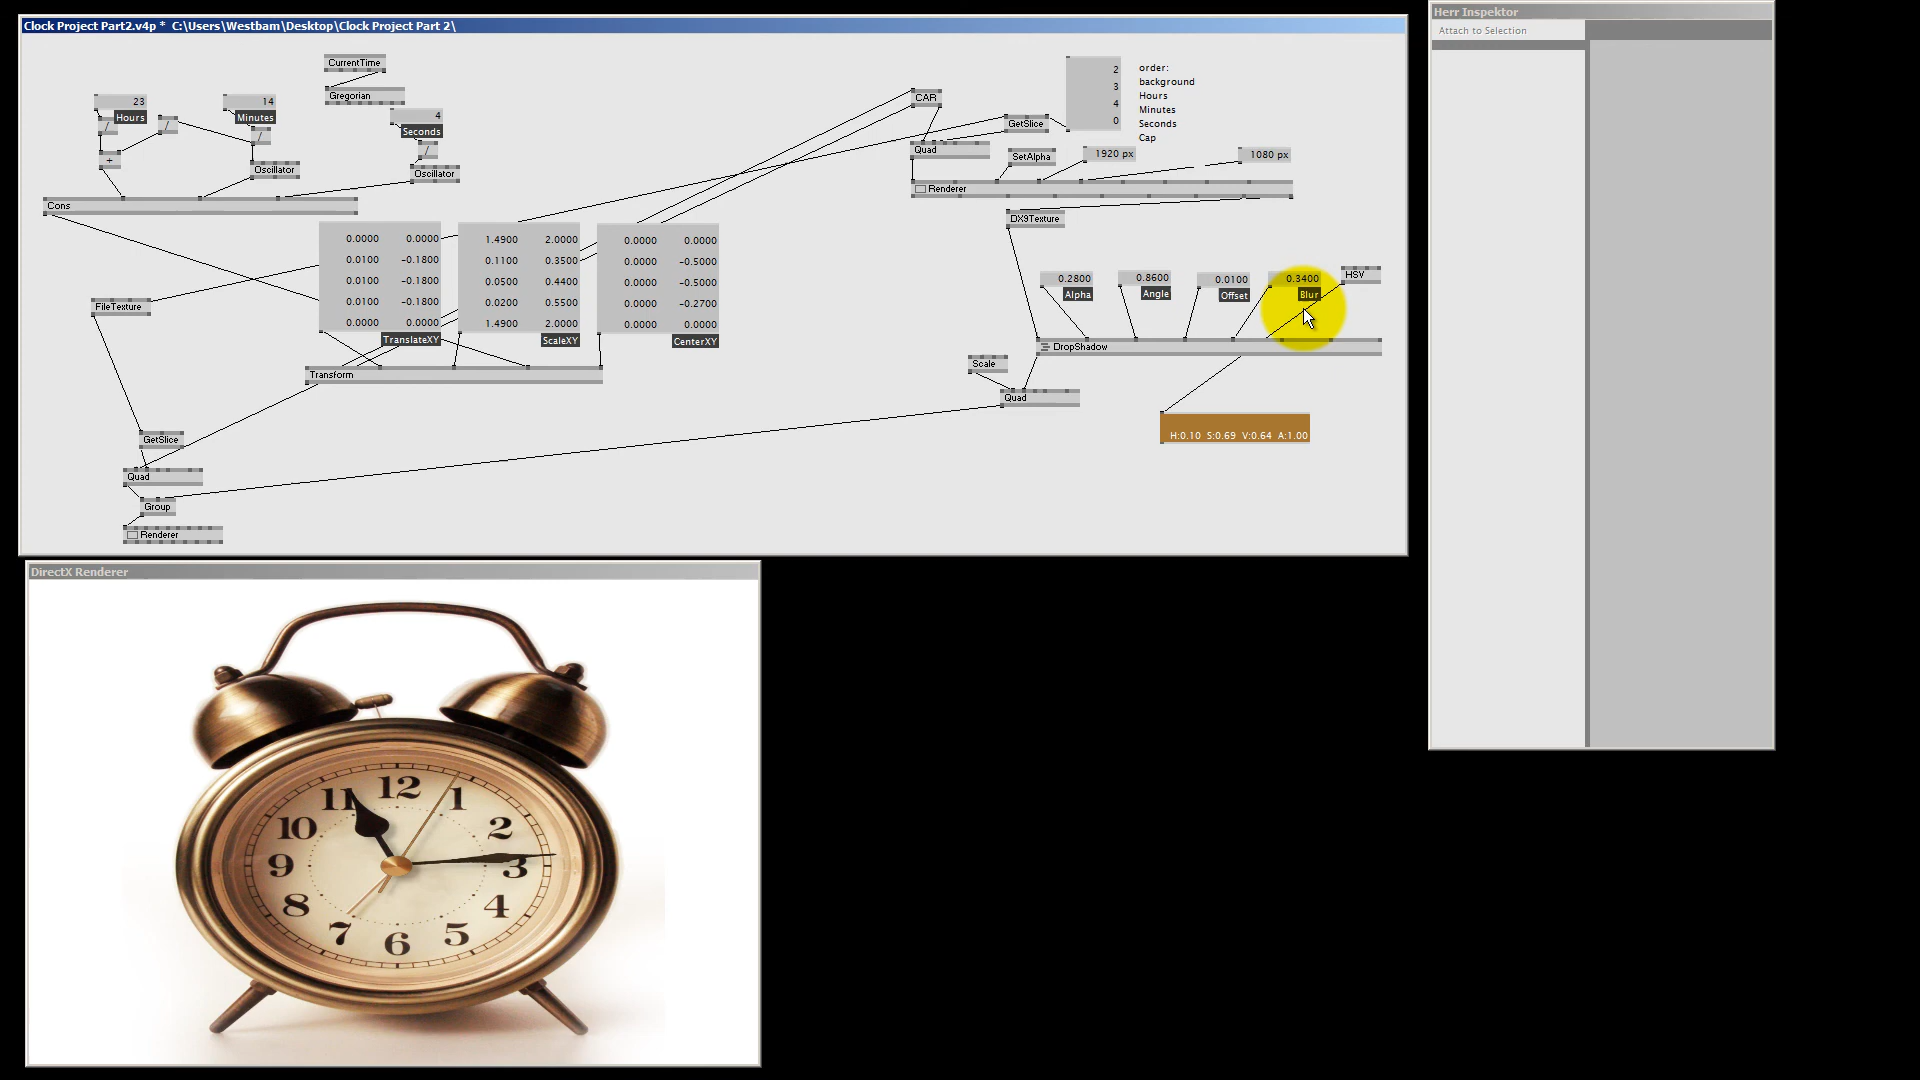 Clock Project Part2.v4p *  C:\Users\Westbam\Desktop\Clock Project Part 2\
Herr Inspektor
Attach to Selection
CurrentTime
Gregorian
23
Hours
14
Minutes
4
Seconds
/
/
/
/
+
Oscillator
Oscillator
Cons
CAR
GetSlice
2
3
4
0
order:
background
Hours
Minutes
Seconds
Cap
Quad
SetAlpha
1920 px
1080 px
Renderer
DX9Texture
0.0000 0.0000
0.0100 -0.1800
0.0100 -0.1800
0.0100 -0.1800
0.0000 0.0000
TranslateXY
1.4900 2.0000
0.1100 0.3500
0.0500 0.4400
0.0200 0.5500
1.4900 2.0000
ScaleXY
0.0000 0.0000
0.0000 -0.5000
0.0000 -0.5000
0.0000 -0.2700
0.0000 0.0000
CenterXY
0.2800
Alpha
0.8600
Angle
0.0100
Offset
0.3400
Blur
HSV
FileTexture
Transform
DropShadow
Scale
Quad
H:0.10 S:0.69 V:0.64 A:1.00
GetSlice
Quad
Group
Renderer
DirectX Renderer
12
1
2
3
4
5
6
7
8
9
10
11